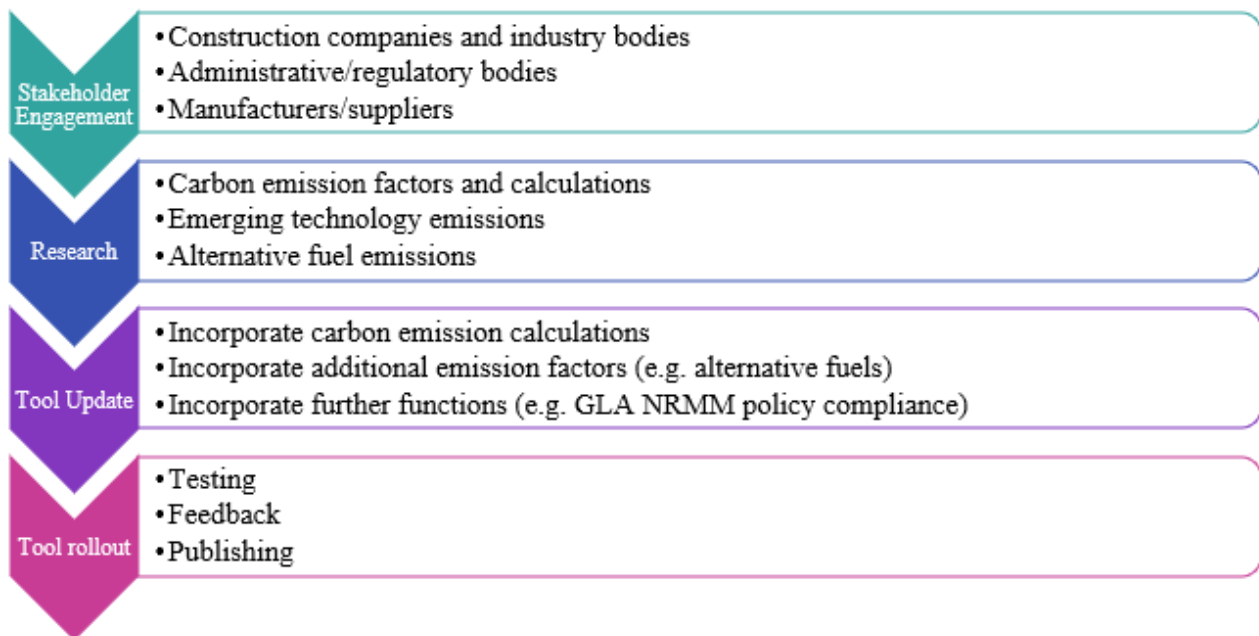 Stakeholder
Engagement
•Construction companies and industry bodies
•Administrative/regulatory bodies
•Manufacturers/suppliers
Research
•Carbon emission factors and calculations
•Emerging technology emissions
•Alternative fuel emissions
Tool Update
•Incorporate carbon emission calculations
•Incorporate additional emission factors (e.g. alternative fuels)
•Incorporate further functions (e.g. GLA NRMM policy compliance)
Tool rollout
•Testing
•Feedback
•Publishing